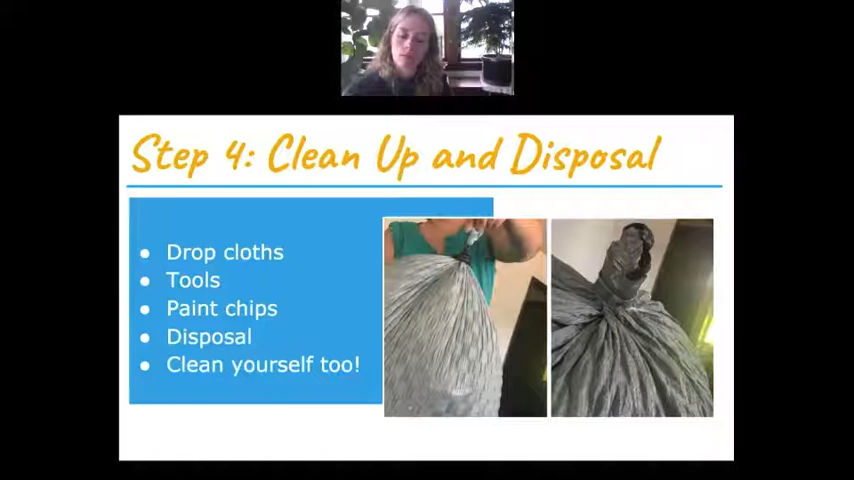 Step 4: Clean Up and Disposal
● Drop cloths
● Tools
● Paint chips
● Disposal
● Clean yourself too!